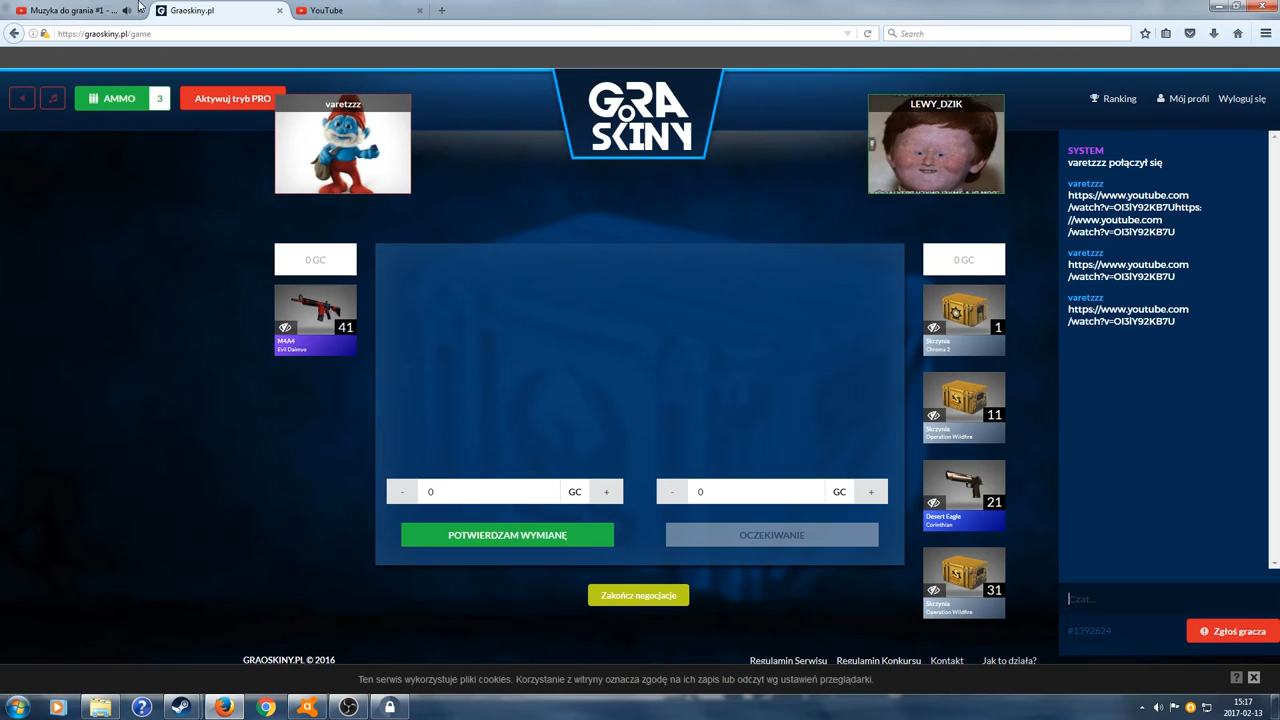 Muzyka do grania #1 - ...
Graoskiny.pl
YouTube
https://graoskiny.pl/game
Search
AMMO 3
Aktywuj tryb PRO
GRA
O
SKINY
Ranking
Mój profil
Wyloguj się
varetzzz
LEWY_DZIK
SYSTEM
varetzzz połączył się
varetzzz
https://www.youtube.com
/watch?v=OI3lY92KB7Uhttps:
//www.youtube.com
/watch?v=OI3lY92KB7U
varetzzz
https://www.youtube.com
/watch?v=OI3lY92KB7U
varetzzz
https://www.youtube.com
/watch?v=OI3lY92KB7U
0 GC
41
M4A4
Evil Daimyo
0 GC
1
Skrzynia
Chroma 2
11
Skrzynia
Operation Wildfire
21
Desert Eagle
Corinthian
31
Skrzynia
Operation Wildfire
- 0 GC +
- 0 GC +
POTWIERDZAM WYMIANĘ
OCZEKIWANIE
Zakończ negocjacje
Czat...
#1392624
Zgłoś gracza
GRAOSKINY.PL © 2016
Regulamin Serwisu
Regulamin Konkursu
Kontakt
Jak to działa?
Ten serwis wykorzystuje pliki cookies. Korzystanie z witryny oznacza zgodę na ich zapis lub odczyt wg ustawień przeglądarki.
? X
15:17
2017-02-13